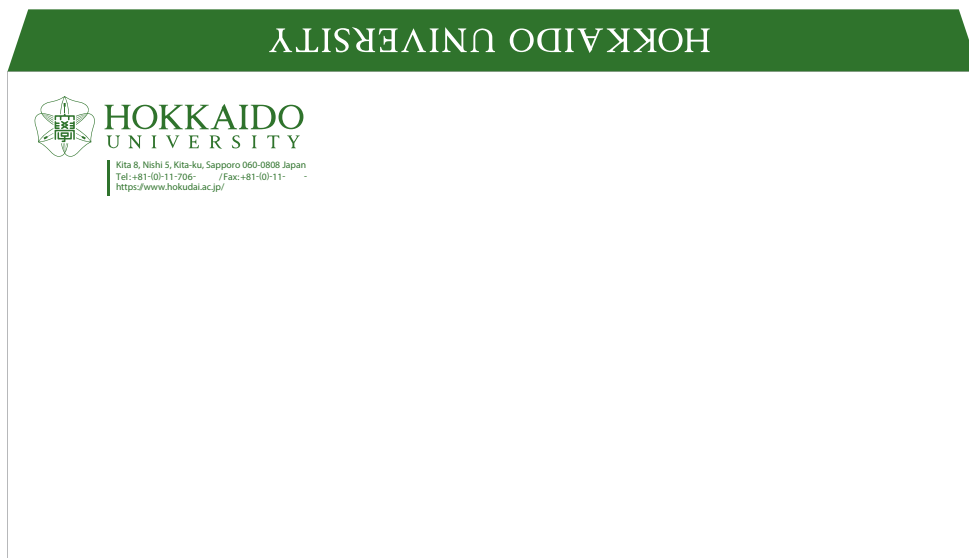 HOKKAIDO UNIVERSITY
HOKKAIDO
UNIVERSITY
Kita 8, Nishi 5, Kita-ku, Sapporo 060-0808 Japan
Tel:+81-(0)-11-706- /Fax:+81-(0)-11- -
https://www.hokudai.ac.jp/